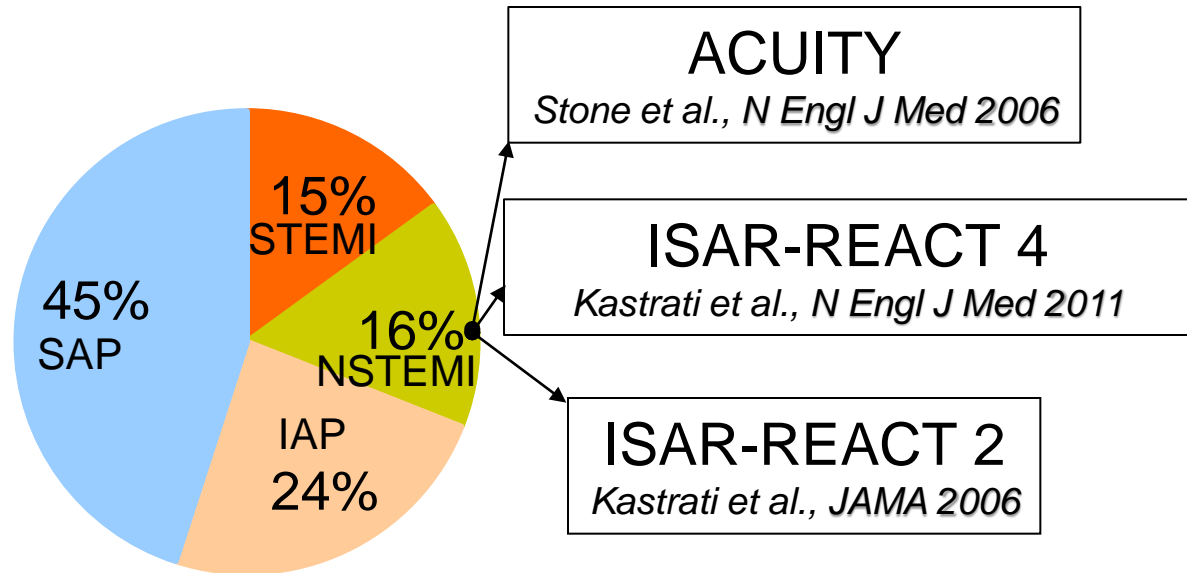 ACUITY
Stone et al., N Engl J Med 2006
15%
STEMI
ISAR-REACT 4
Kastrati et al., N Engl J Med 2011
45%
SAP
16%
NSTEMI
IAP
24%
ISAR-REACT 2
Kastrati et al., JAMA 2006